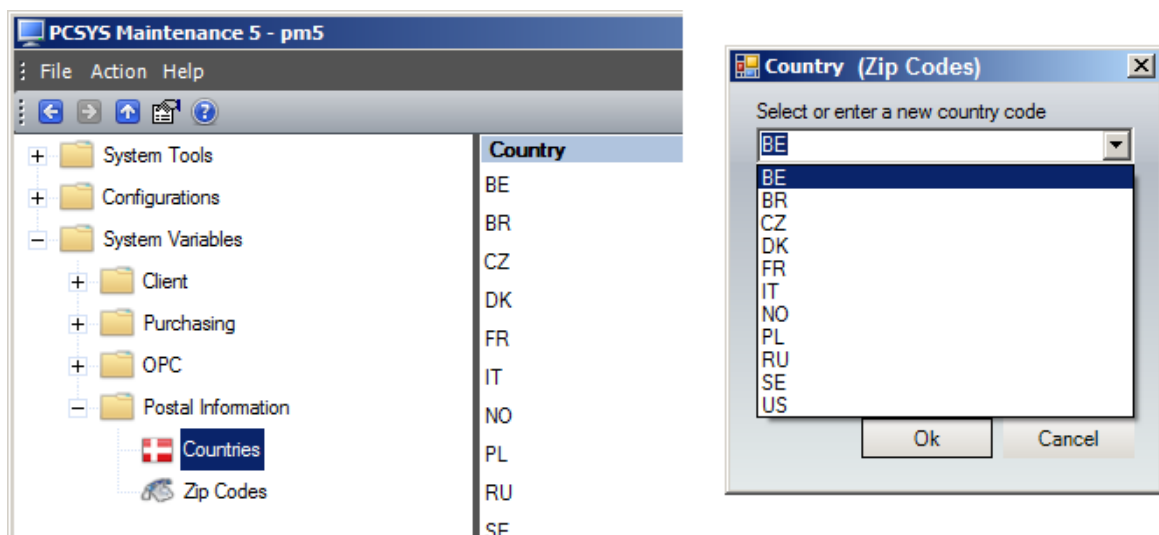 PCSYS Maintenance 5 - pm5
File Action Help
System Tools
Configurations
System Variables
Client
Purchasing
OPC
Postal Information
Countries
Zip Codes
Country
BE
BR
CZ
DK
FR
IT
NO
PL
RU
SE
Country (Zip Codes)
Select or enter a new country code
BE
BE
BR
CZ
DK
FR
IT
NO
PL
RU
SE
US
Ok Cancel